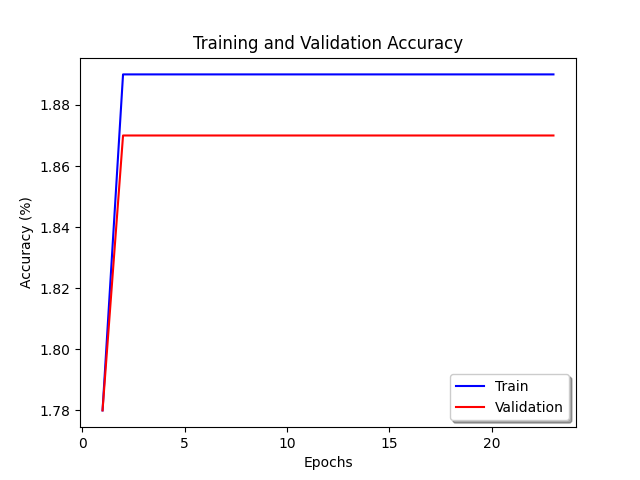 Training and Validation Accuracy
Accuracy (%)
1.88
1.86
1.84
1.82
1.80
1.78
0 5 10 15 20
Epochs
Train
Validation